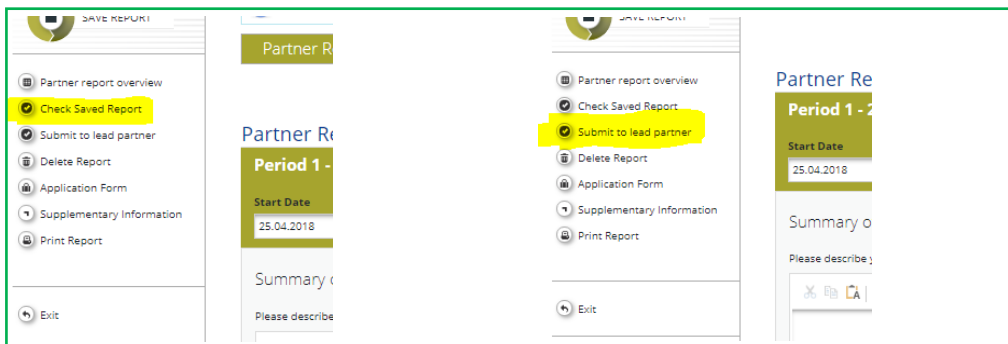 SAVE REPORT
Partner R
Partner report overview
Check Saved Report
Submit to lead partner
Delete Report
Application Form
Supplementary Information
Print Report
Exit
Partner Re
Period 1 -
Start Date
25.04.2018
Summary o
Please describe
SAVE REPORT
Partner report overview
Check Saved Report
Submit to lead partner
Delete Report
Application Form
Supplementary Information
Print Report
Exit
Partner Re
Period 1 - 2
Start Date
25.04.2018
Summary o
Please describe y